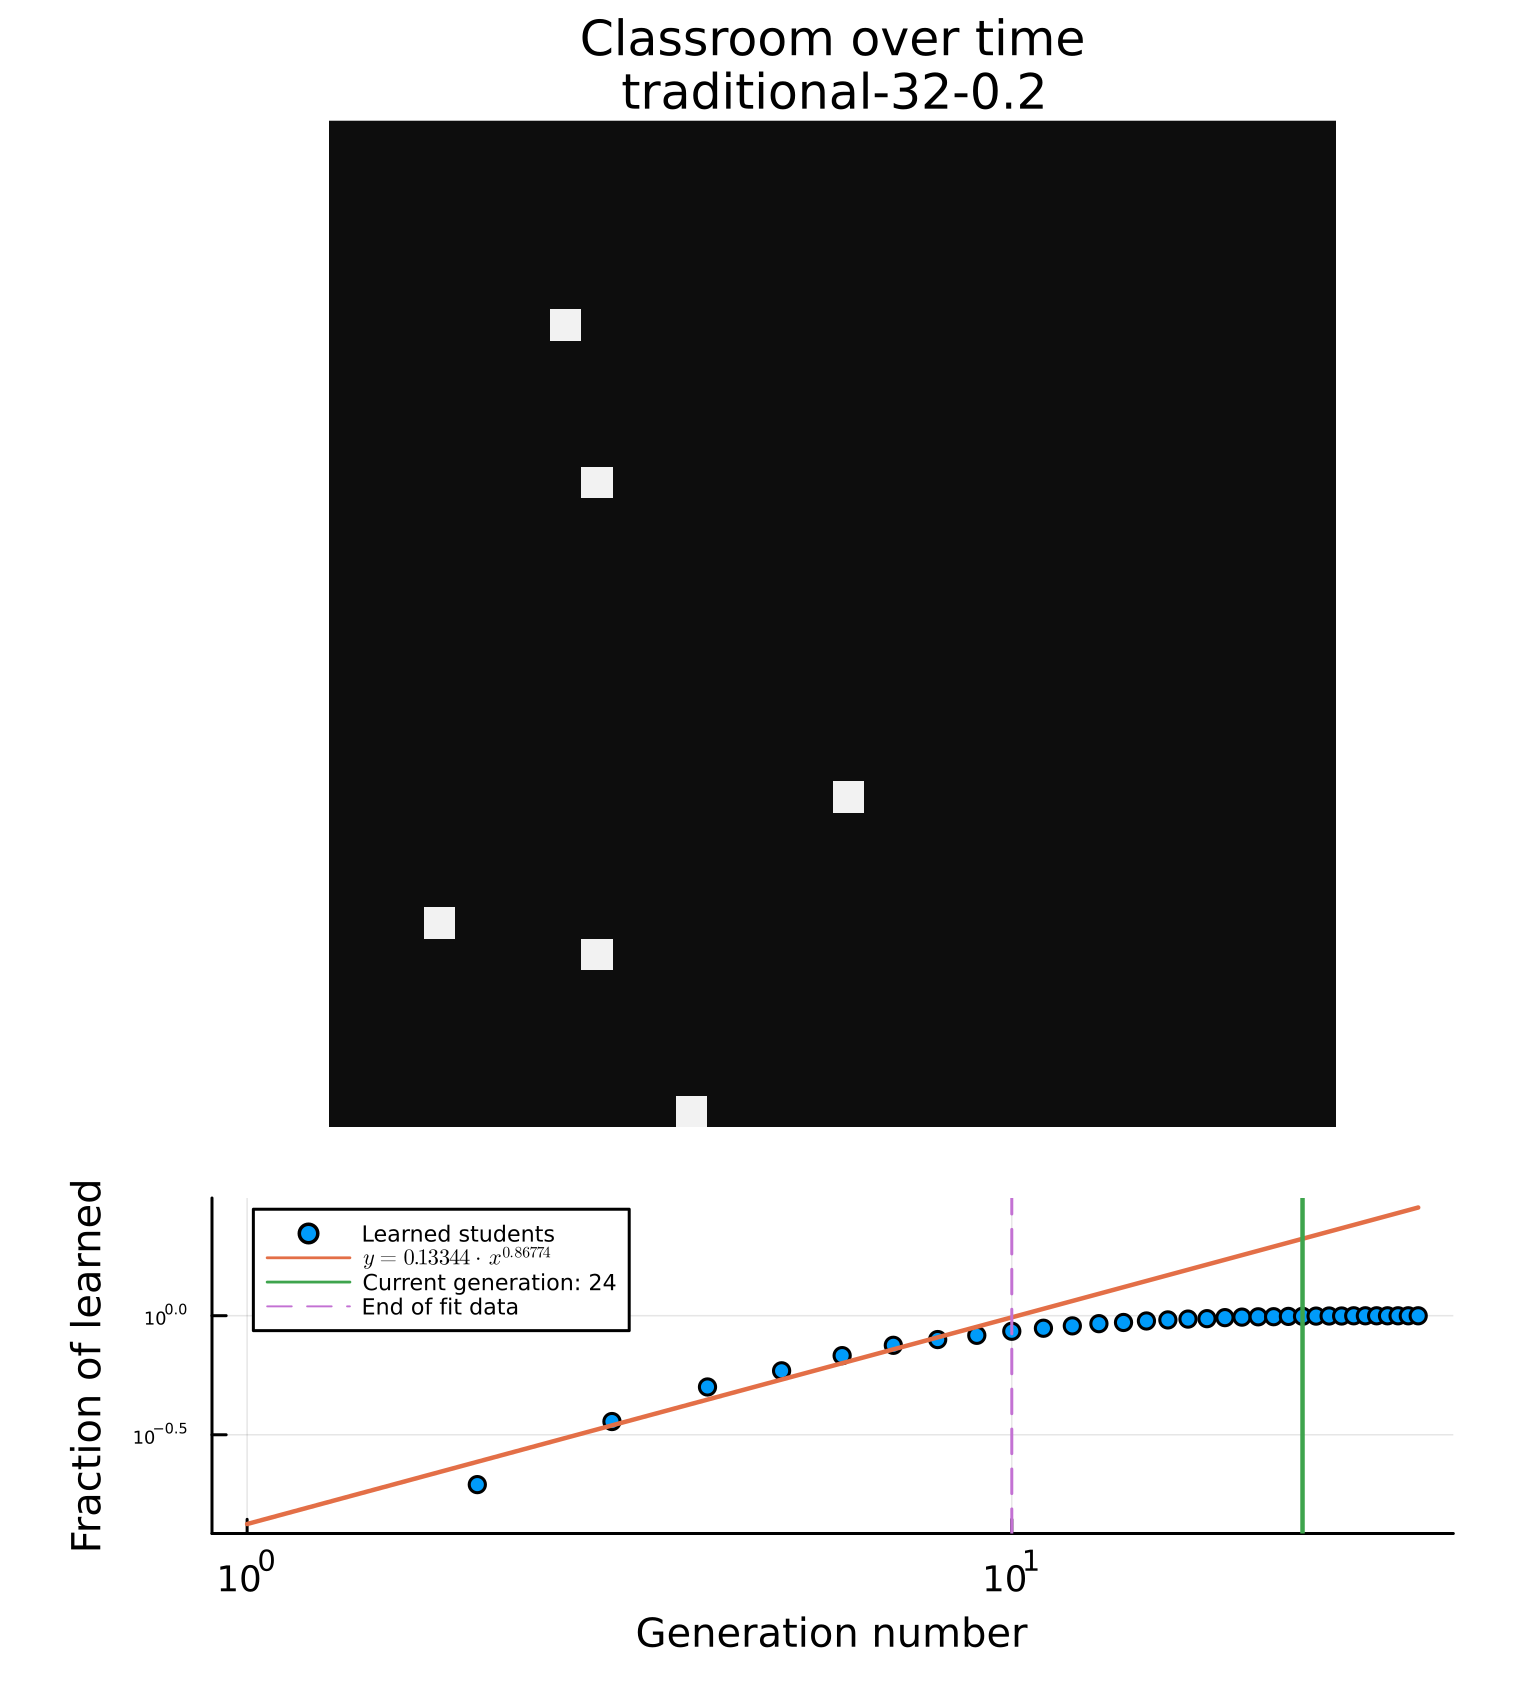 Classroom over time
traditional-32-0.2
Fraction of learned
Learned students
y = 0.13344 · x^0.86774
Current generation: 24
End of fit data
10^0.0
10^−0.5
10^0
10^1
Generation number